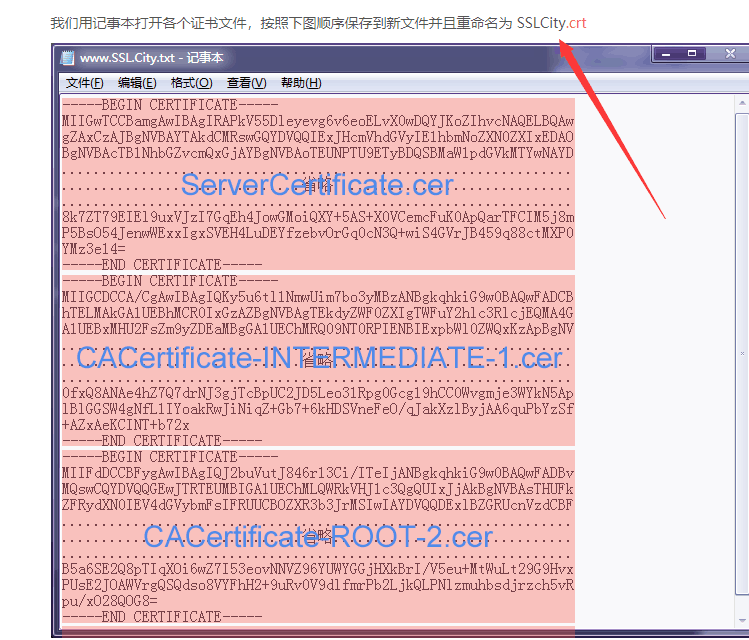 我们用记事本打开各个证书文件，按照下图顺序保存到新文件并且重命名为 SSLCity.crt
www.SSL.City.txt - 记事本
文件(F) 编辑(E) 格式(O) 查看(V) 帮助(H)
-----BEGIN CERTIFICATE-----
MIIGwTCCBamgAwIBAgIRAPkV55Dleyevg6v6eoELvX0wDQYJKoZIhvcNAQELBQAw
gZAxCzAJBgNVBAYTAkdCMRswGQYDVQQIExJHcmVhdGVyIE1hbmNoZXN0ZXIxEDAO
BgNVBAcTB1NhbGZvcmQxGjAYBgNVBAoTEUNPTU9ETyBDQSBMaW1pdGVkMTYwNAYD
省略
ServerCertificate.cer
8k7ZT79EIEl9uxVJzI7GqEh4JowGMoiQXY+5AS+X0VCemcFuK0ApQarTFCIM5j8m
P5BsO54JenwWExxIgxSVEH4LuDEYfzebvOrGq0cN3Q+wiS4GVrJB459q88ctMXP0
YMz3e14=
-----END CERTIFICATE-----
-----BEGIN CERTIFICATE-----
MIIGCDCCA/CgAwIBAgIQKy5u6tl1NmwUim7bo3yMBzANBgkqhkiG9w0BAQwFADCB
hTELMAkGA1UEBhMCR0IxGzAZBgNVBAgTEkdyZWF0ZXIgTWFuY2hlc3RlcjEQMA4G
A1UEBxMHU2FsZm9yZDEaMBgGA1UEChMRQ09NT0RPIENBIExpbWl0ZWQxKzApBgNV
省略
CACertificate-INTERMEDIATE-1.cer
0fxQ8ANAe4hZ7Q7drNJ3gjTcBpUC2JD5Leo31Rpg0Gcg19hCC0Wvgmje3WYkN5Ap
lBlGGSW4gNfL1IYoakRwJiNiqZ+Gb7+6kHDSVneFeO/qJakXzlByjAA6quPbYzSf
+AZxAeKCINT+b72x
-----END CERTIFICATE-----
-----BEGIN CERTIFICATE-----
MIIFdDCCBFygAwIBAgIQJ2buVutJ846r13Ci/ITeIjANBgkqhkiG9w0BAQwFADBv
MQswCQYDVQQGEwJTRTEUMBIGA1UEChMLQWRkVHJ1c3QgQUIxJjAkBgNVBAsTHUFk
ZFRydXN0IEV4dGVybmFsIFRUUCBOZXR3b3JrMSIwIAYDVQQDExlBZGRUcnVzdCBF
省略
CACertificate-ROOT-2.cer
B5a6SE2Q8pTIqXOi6wZ7I53eovNNVZ96YUWYGGjHXkBrI/V5eu+MtWuLt29G9Hvx
PUsE2JOAWVrgQSQdso8VYFhH2+9uRv0V9dlfmrPb2LjkQLPNlzmuhbsdjrzch5vR
pu/xO28QOG8=
-----END CERTIFICATE-----